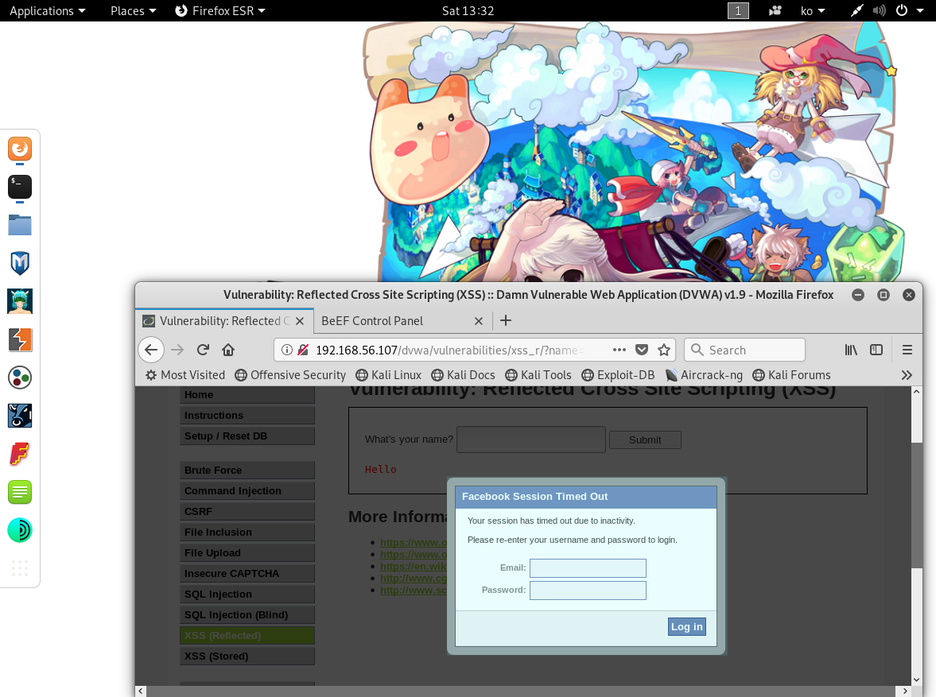 Applications Places Firefox ESR Sat 13:32 1 ko
Vulnerability: Reflected Cross Site Scripting (XSS) :: Damn Vulnerable Web Application (DVWA) v1.9 - Mozilla Firefox
Vulnerability: Reflected C BeEF Control Panel
192.168.56.107/dvwa/vulnerabilities/xss_r/?name= Search
Most Visited Offensive Security Kali Linux Kali Docs Kali Tools Exploit-DB Aircrack-ng Kali Forums
Vulnerability: Reflected Cross Site Scripting (XSS)
Home
Instructions
Setup / Reset DB
Brute Force
Command Injection
CSRF
File Inclusion
File Upload
Insecure CAPTCHA
SQL Injection
SQL Injection (Blind)
XSS (Reflected)
XSS (Stored)
What's your name? Submit
Hello
More Informa
https://www.o
https://www.o
https://en.wik
http://www.cg
http://www.sc
Facebook Session Timed Out
Your session has timed out due to inactivity.
Please re-enter your username and password to login.
Email:
Password:
Log in